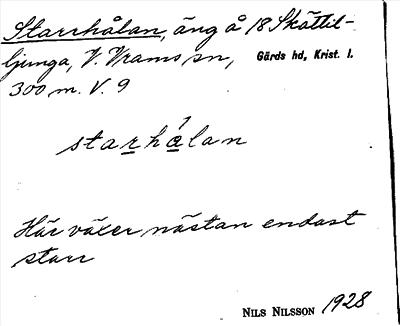 Starrhålan, äng å 18 Skättil-
ljunga, V. Vrams sn, Gärds hd, Krist. l.
300 m. V. 9
starhålan
Här växer nästan endast
starr
NILS NILSSON 1928